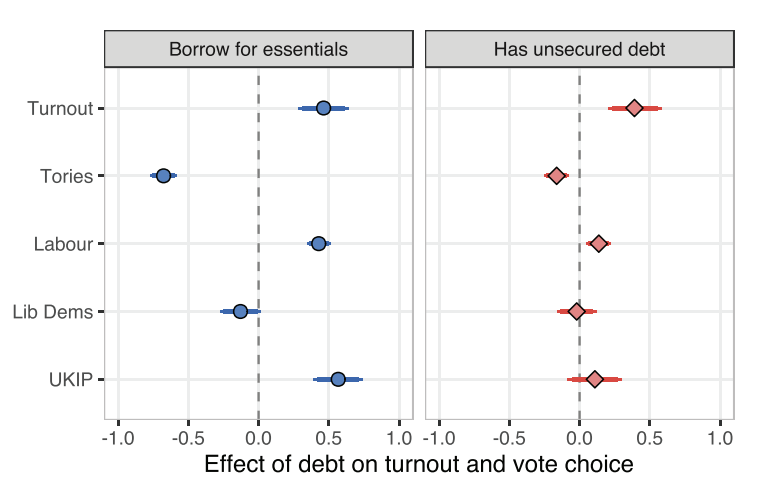 Borrow for essentials
Has unsecured debt
Turnout
Tories
Labour
Lib Dems
UKIP
-1.0 -0.5 0.0 0.5 1.0
-1.0 -0.5 0.0 0.5 1.0
Effect of debt on turnout and vote choice